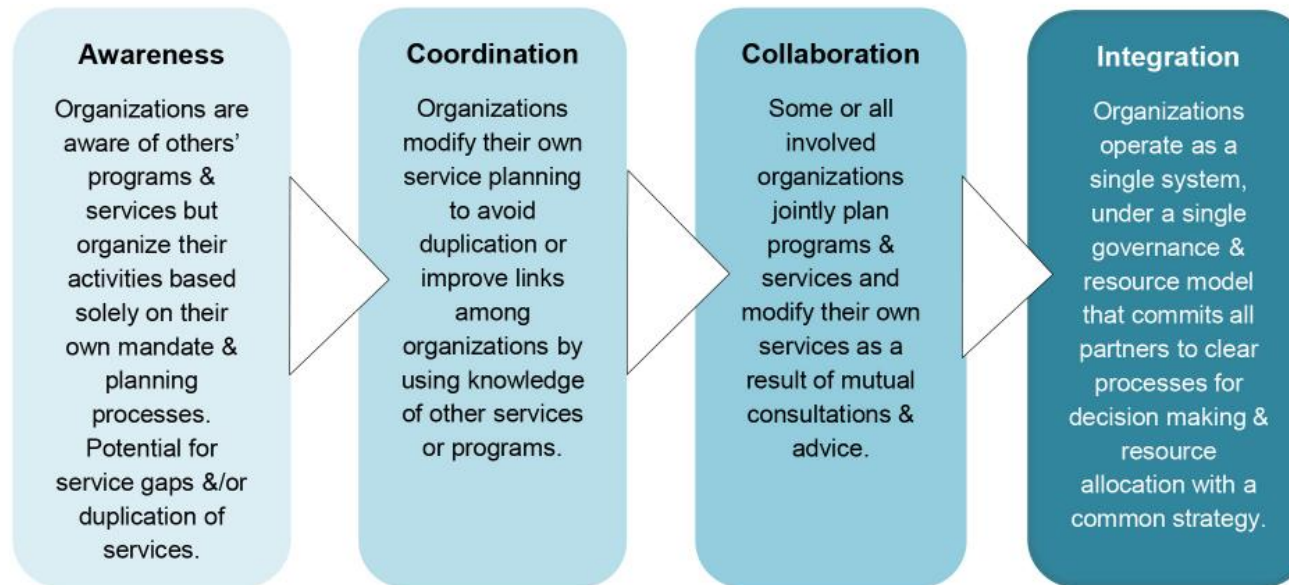 Awareness
Organizations are
aware of others’
programs &
services but
organize their
activities based
solely on their
own mandate &
planning
processes.
Potential for
service gaps &/or
duplication of
services.
Coordination
Organizations
modify their own
service planning
to avoid
duplication or
improve links
among
organizations by
using knowledge
of other services
or programs.
Collaboration
Some or all
involved
organizations
jointly plan
programs &
services and
modify their own
services as a
result of mutual
consultations &
advice.
Integration
Organizations
operate as a
single system,
under a single
governance &
resource model
that commits all
partners to clear
processes for
decision making &
resource
allocation with a
common strategy.